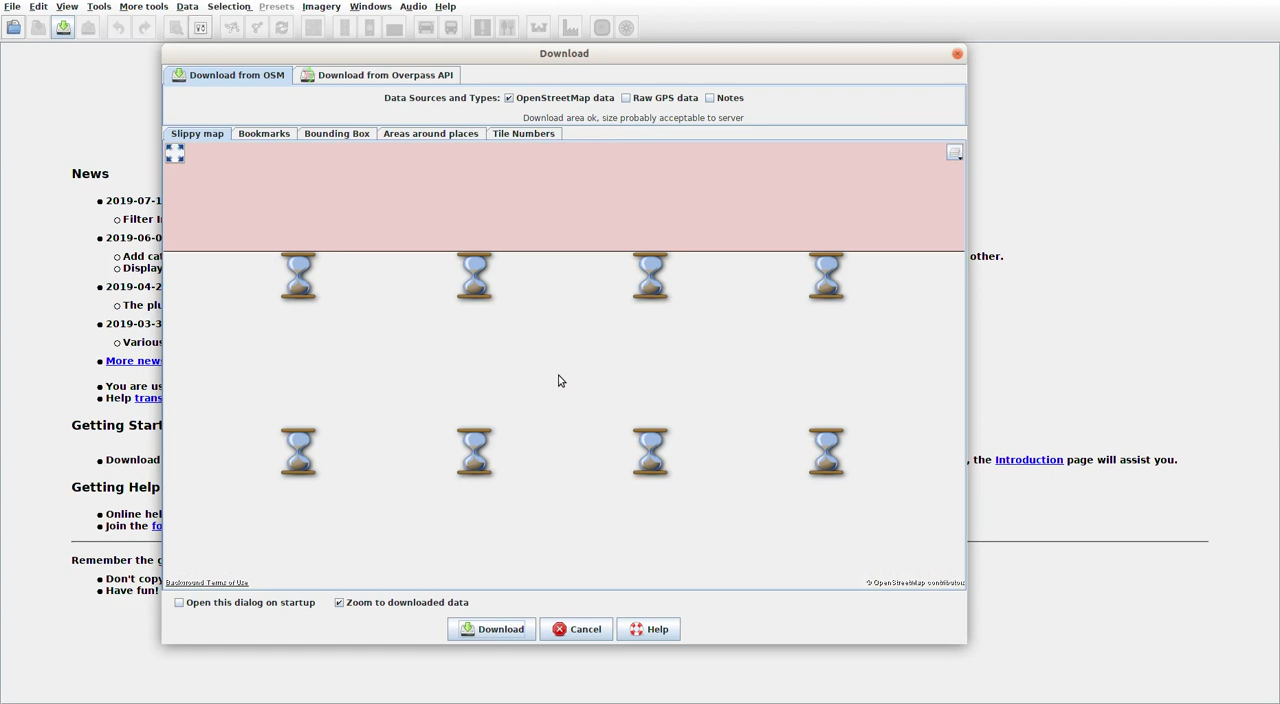 File Edit View Tools More tools Data Selection Presets Imagery Windows Audio Help
Download
Download from OSM Download from Overpass API
Data Sources and Types: OpenStreetMap data Raw GPS data Notes
Download area ok, size probably acceptable to server
Slippy map Bookmarks Bounding Box Areas around places Tile Numbers
News
2019-07-1
Filter I
2019-06-0
Add cat other.
Display
2019-04-2
The plu
2019-03-3
Various
More news
You are us
Help trans
Getting Start
Download , the Introduction page will assist you.
Getting Help
Online hel
Join the fo
Remember the g
Don't copy
Have fun!
Background Terms of Use © OpenStreetMap contributors
Open this dialog on startup Zoom to downloaded data
Download Cancel Help